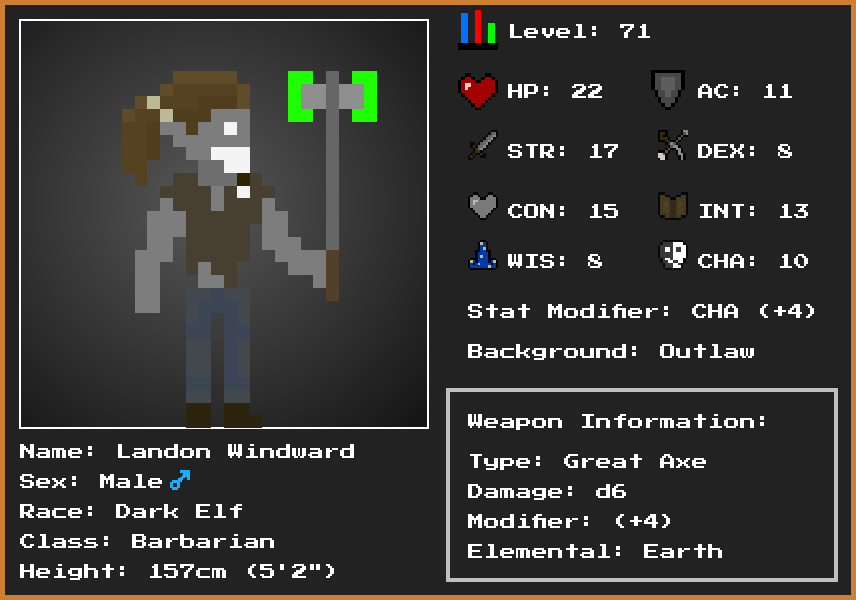 Level: 71
HP: 22
AC: 11
STR: 17
DEX: 8
CON: 15
INT: 13
WIS: 8
CHA: 10
Stat Modifier: CHA (+4)
Background: Outlaw
Name: Landon Windward
Sex: Male ♂
Race: Dark Elf
Class: Barbarian
Height: 157cm (5'2")
Weapon Information:
Type: Great Axe
Damage: d6
Modifier: (+4)
Elemental: Earth